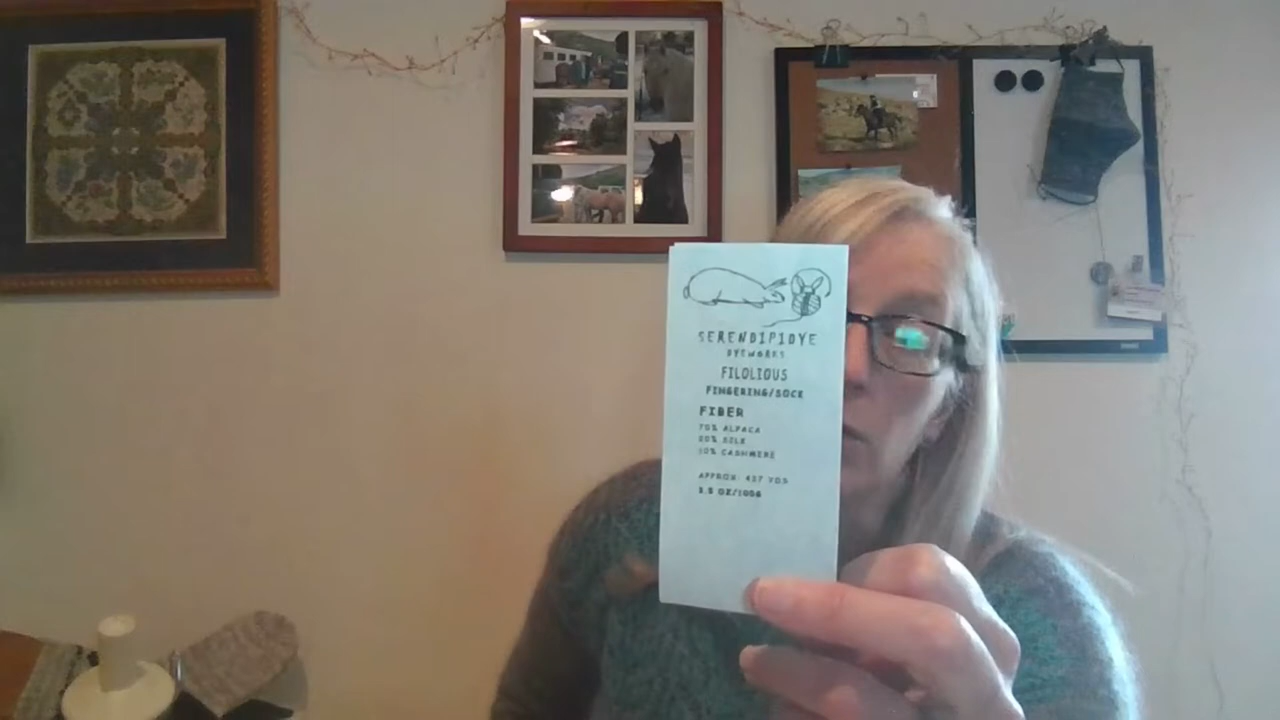 SERENDIPIDYE
DYEWORKS
FILOLIOUS
FINGERING/SOCK
FIBER
70% ALPACA
20% SILK
10% CASHMERE
APPROX: 437 YDS
3.5 OZ/100G